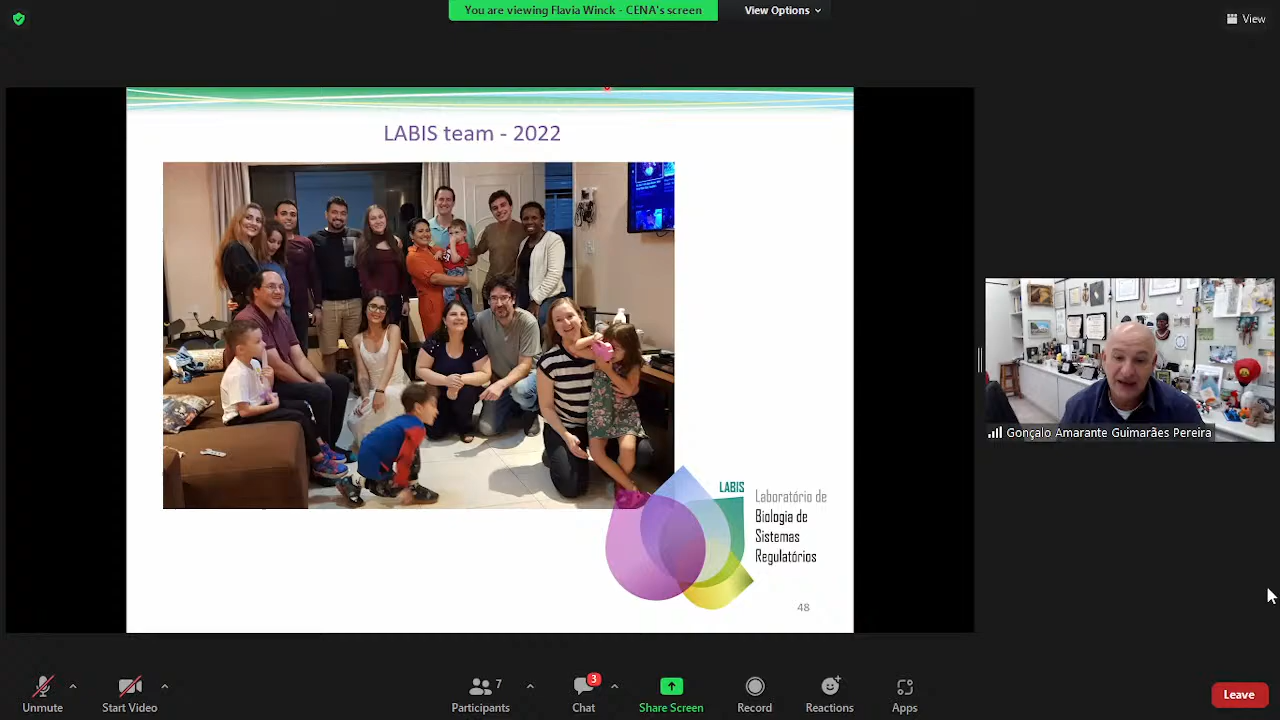 You are viewing Flavia Winck - CENA's screen
View Options
View
LABIS team - 2022
LABIS
Laboratório de
Biologia de
Sistemas
Regulatórios
48
Gonçalo Amarante Guimarães Pereira
Unmute
Start Video
7
Participants
3
Chat
Share Screen
Record
Reactions
Apps
Leave